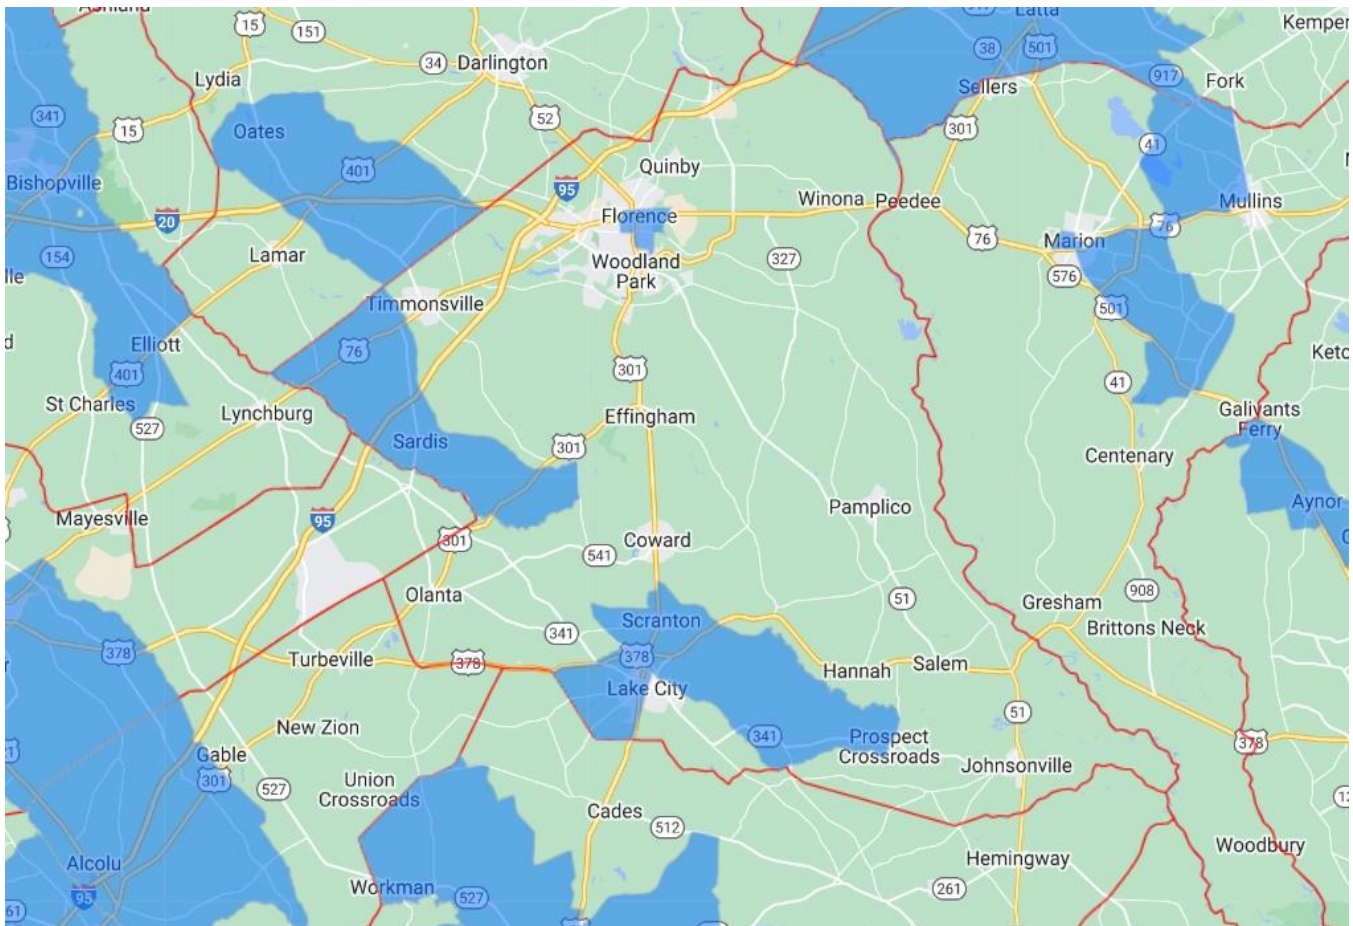 Latta
Kemper
15
151
38
501
Darlington
34
Lydia
917
Fork
Sellers
341
52
15
Oates
301
41
Quinby
401
Bishopville
95
Winona
Peedee
Mullins
Florence
20
76
76
Marion
154
Lamar
Woodland
Park
327
576
Timmonsville
501
Elliott
76
Keto
401
301
41
St Charles
Lynchburg
Effingham
Galivants
Ferry
527
Sardis
301
Centenary
Aynor
Pamplico
Mayesville
95
301
Coward
541
Olanta
51
Gresham
908
Brittons Neck
Scranton
341
378
Turbeville
378
378
Hannah
Salem
Lake City
51
New Zion
341
Prospect
Crossroads
378
Gable
301
Johnsonville
527
Union
Crossroads
Cades
512
Woodbury
Alcolu
Hemingway
Workman
527
261
95